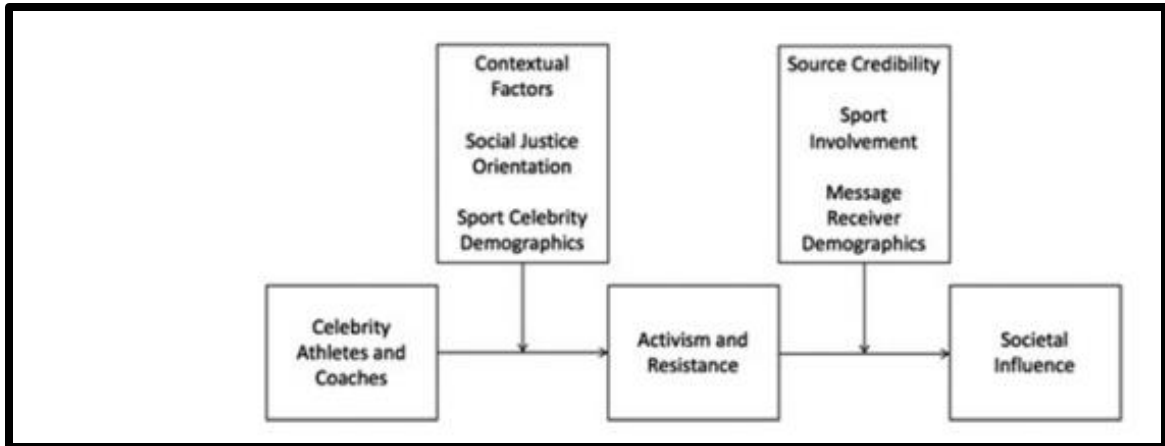 Contextual
Factors
Social Justice
Orientation
Sport Celebrity
Demographics
Source Credibility
Sport
Involvement
Message
Receiver
Demographics
Celebrity
Athletes and
Coaches
Activism and
Resistance
Societal
Influence